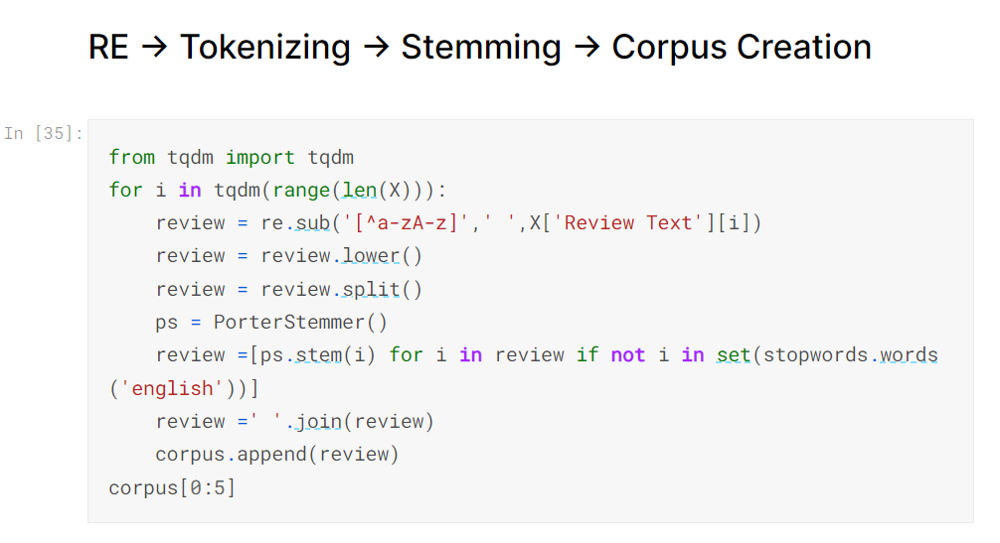 RE → Tokenizing → Stemming → Corpus Creation
In [35]:
from tqdm import tqdm
for i in tqdm(range(len(X))):
    review = re.sub('[^a-zA-z]',' ',X['Review Text'][i])
    review = review.lower()
    review = review.split()
    ps = PorterStemmer()
    review =[ps.stem(i) for i in review if not i in set(stopwords.words
('english'))]
    review =' '.join(review)
    corpus.append(review)
corpus[0:5]